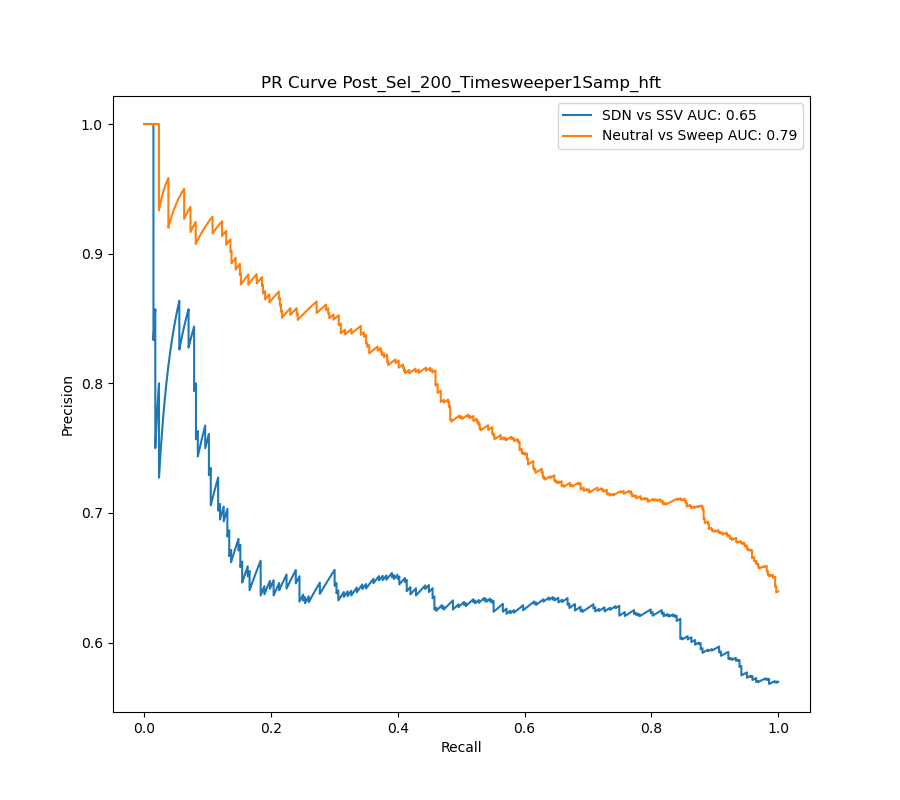 PR Curve Post_Sel_200_Timesweeper1Samp_hft
SDN vs SSV AUC: 0.65
Neutral vs Sweep AUC: 0.79
Precision
1.0
0.9
0.8
0.7
0.6
0.0 0.2 0.4 0.6 0.8 1.0
Recall